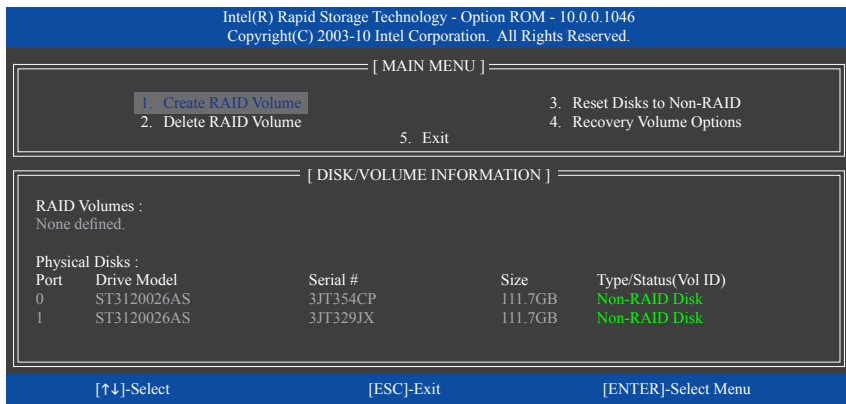 Intel(R) Rapid Storage Technology - Option ROM - 10.0.0.1046
Copyright(C) 2003-10 Intel Corporation. All Rights Reserved.
[ MAIN MENU ]
1. Create RAID Volume
2. Delete RAID Volume
3. Reset Disks to Non-RAID
4. Recovery Volume Options
5. Exit
[ DISK/VOLUME INFORMATION ]
RAID Volumes :
None defined.
Physical Disks :
Port Drive Model Serial # Size Type/Status(Vol ID)
0 ST3120026AS 3JT354CP 111.7GB Non-RAID Disk
1 ST3120026AS 3JT329JX 111.7GB Non-RAID Disk
[↑↓]-Select [ESC]-Exit [ENTER]-Select Menu